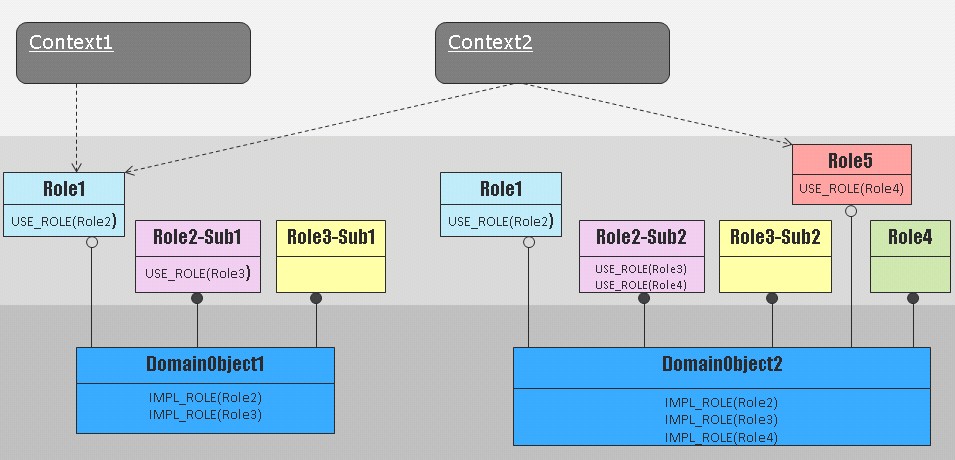 Context1
Context2
Role1
USE_ROLE(Role2)
Role2-Sub1
USE_ROLE(Role3)
Role3-Sub1
Role1
USE_ROLE(Role2)
Role2-Sub2
USE_ROLE(Role3)
USE_ROLE(Role4)
Role3-Sub2
Role5
USE_ROLE(Role4)
Role4
DomainObject1
IMPL_ROLE(Role2)
IMPL_ROLE(Role3)
DomainObject2
IMPL_ROLE(Role2)
IMPL_ROLE(Role3)
IMPL_ROLE(Role4)